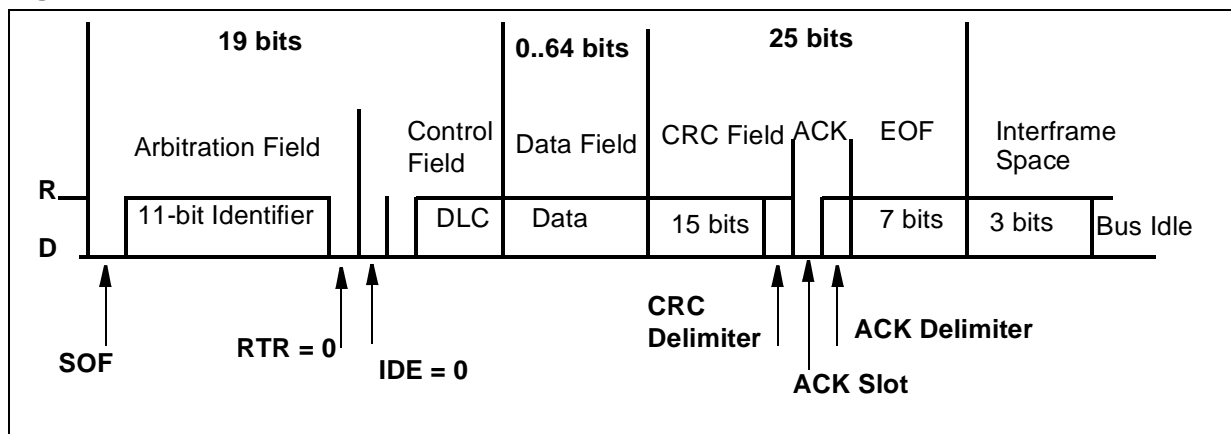 19 bits
0..64 bits
25 bits
Arbitration Field
Control
Field
Data Field
CRC Field
ACK
EOF
Interframe
Space
R
11-bit Identifier
DLC
Data
15 bits
7 bits
3 bits
Bus Idle
D
SOF
RTR = 0
IDE = 0
CRC
Delimiter
ACK Slot
ACK Delimiter